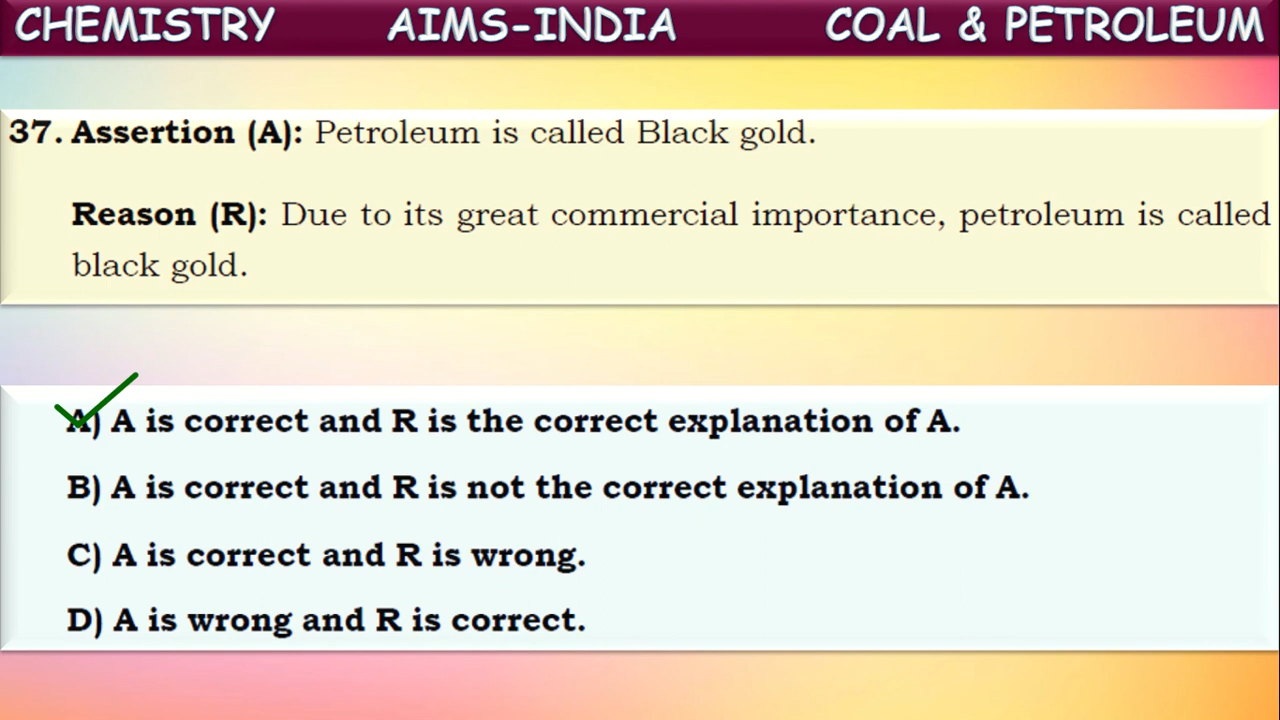 CHEMISTRY AIMS-INDIA COAL & PETROLEUM
37. Assertion (A): Petroleum is called Black gold.
Reason (R): Due to its great commercial importance, petroleum is called
black gold.
A) A is correct and R is the correct explanation of A.
B) A is correct and R is not the correct explanation of A.
C) A is correct and R is wrong.
D) A is wrong and R is correct.